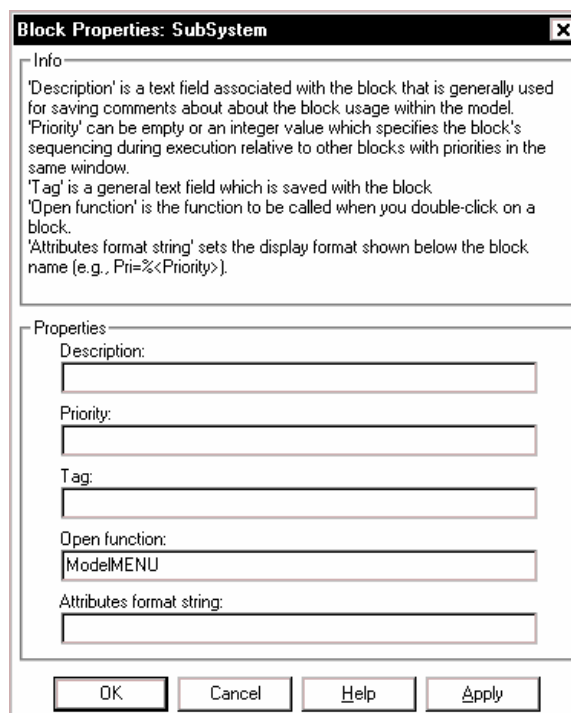 Block Properties: SubSystem
Info
'Description' is a text field associated with the block that is generally used
for saving comments about about the block usage within the model.
'Priority' can be empty or an integer value which specifies the block's
sequencing during execution relative to other blocks with priorities in the
same window.
'Tag' is a general text field which is saved with the block
'Open function' is the function to be called when you double-click on a
block.
'Attributes format string' sets the display format shown below the block
name (e.g., Pri=%<Priority>).
Properties
Description:
Priority:
Tag:
Open function:
ModelMENU
Attributes format string:
OK Cancel Help Apply